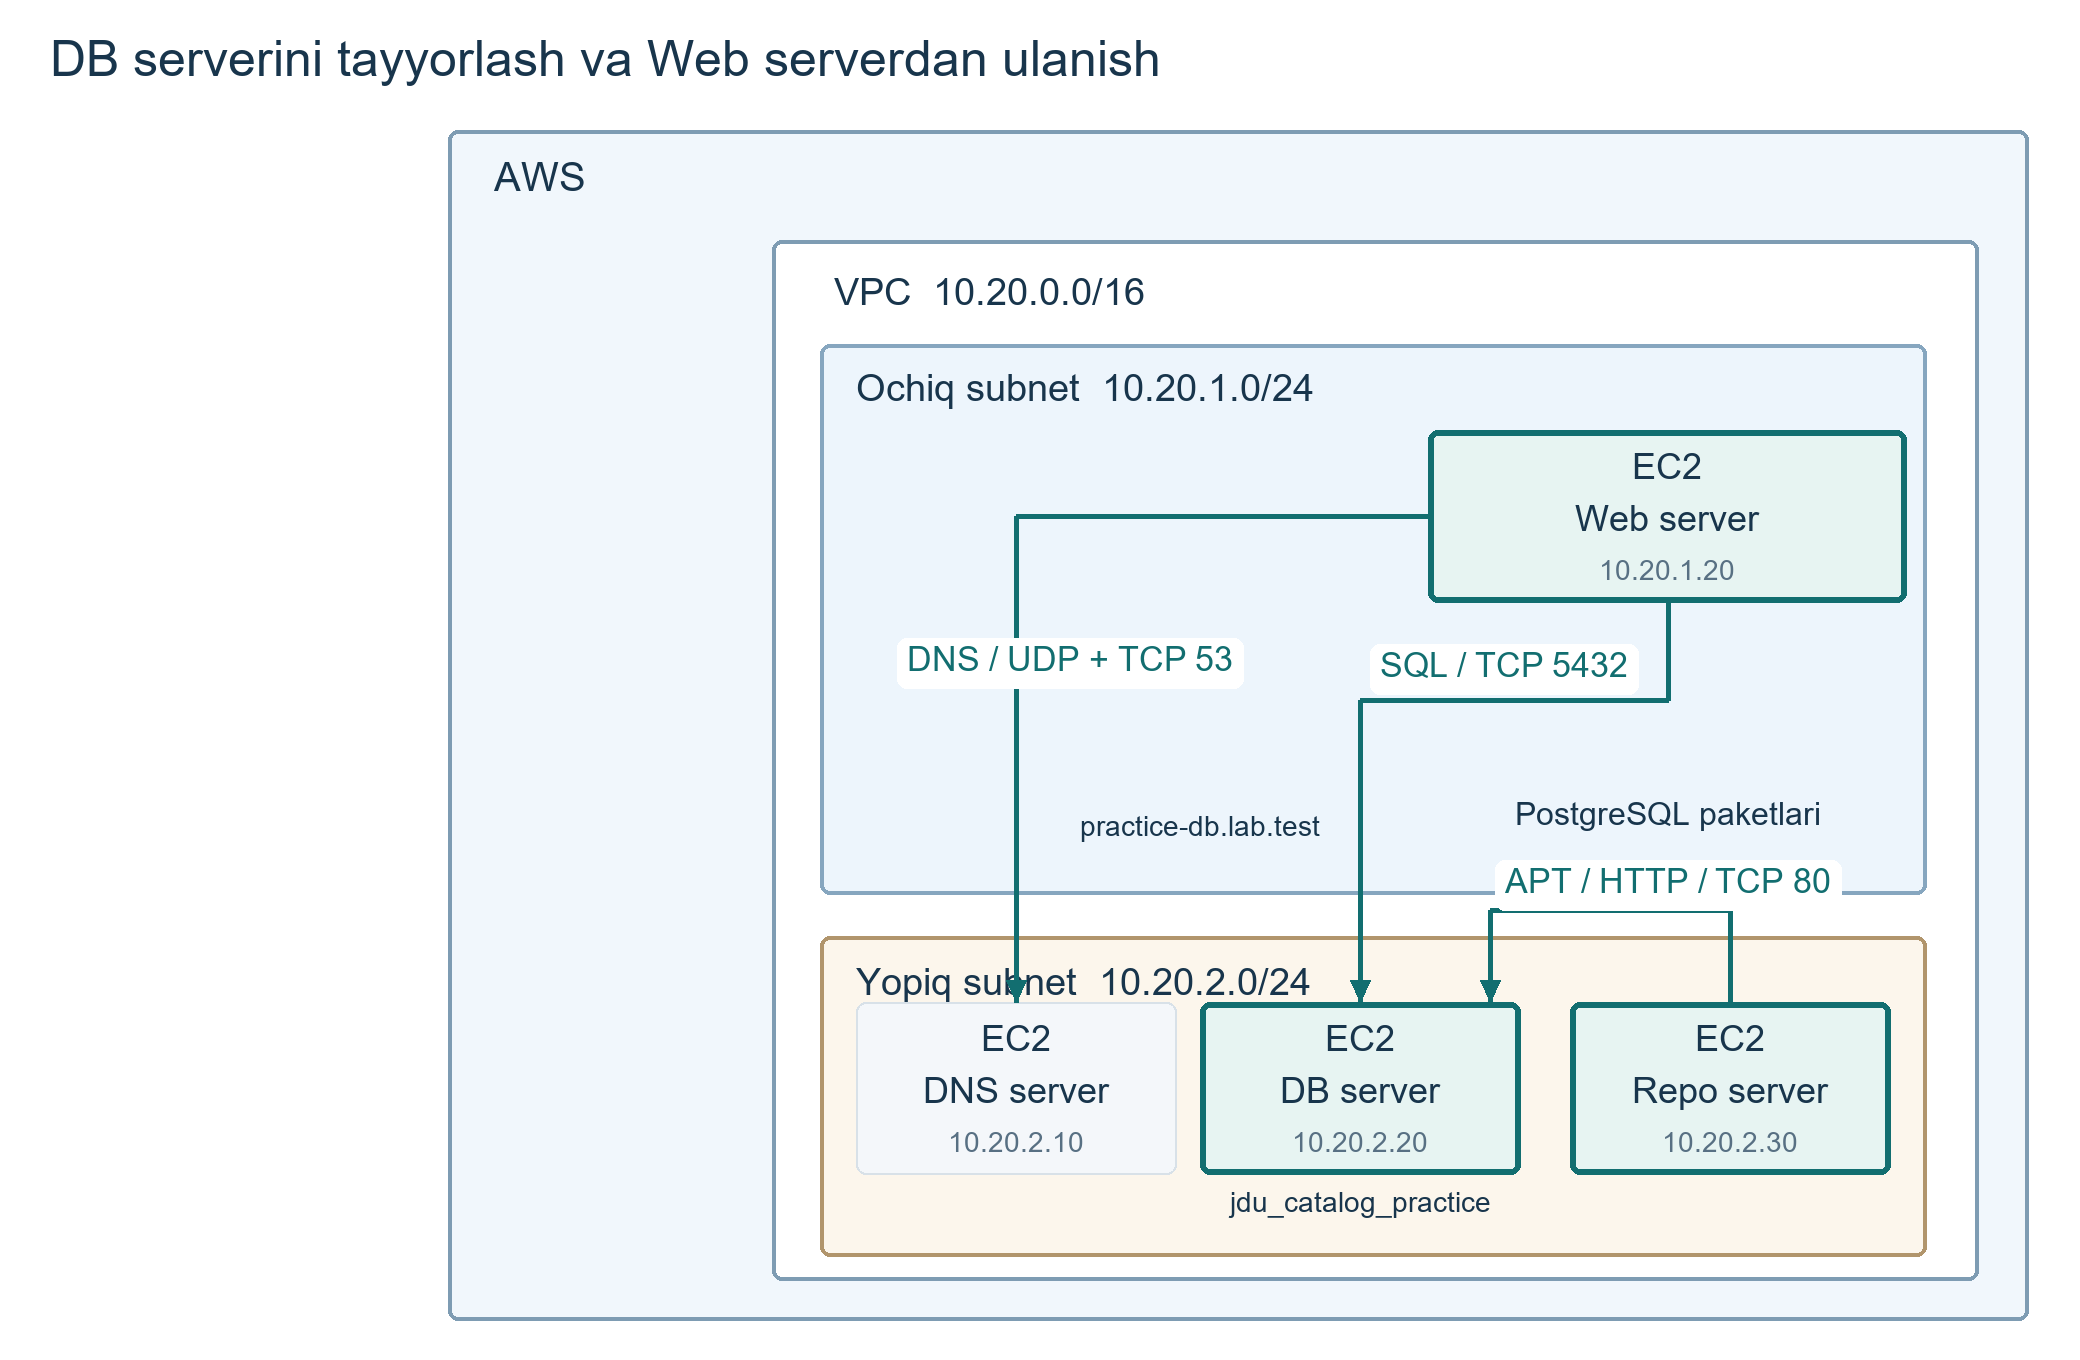 DB serverini tayyorlash va Web serverdan ulanish
AWS
VPC  10.20.0.0/16
Ochiq subnet  10.20.1.0/24
EC2
Web server
10.20.1.20
DNS / UDP + TCP 53
SQL / TCP 5432
practice-db.lab.test
PostgreSQL paketlari
APT / HTTP / TCP 80
Yopiq subnet  10.20.2.0/24
EC2
DNS server
10.20.2.10
EC2
DB server
10.20.2.20
EC2
Repo server
10.20.2.30
jdu_catalog_practice